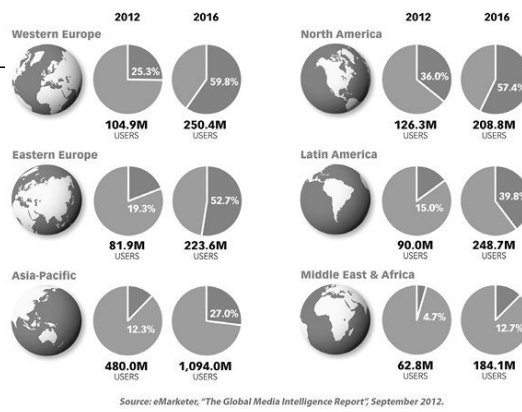 2012 2016 2012 2016
Western Europe North America
25.3% 59.8% 36.0% 57.4%
104.9M 250.4M 126.3M 208.8M
USERS USERS USERS USERS
Eastern Europe Latin America
19.3% 52.7% 15.0% 39.8%
81.9M 223.6M 90.0M 248.7M
USERS USERS USERS USERS
Asia-Pacific Middle East & Africa
12.3% 27.0% 4.7% 12.7%
480.0M 1,094.0M 62.8M 184.1M
USERS USERS USERS USERS
Source: eMarketer, "The Global Media Intelligence Report", September 2012.